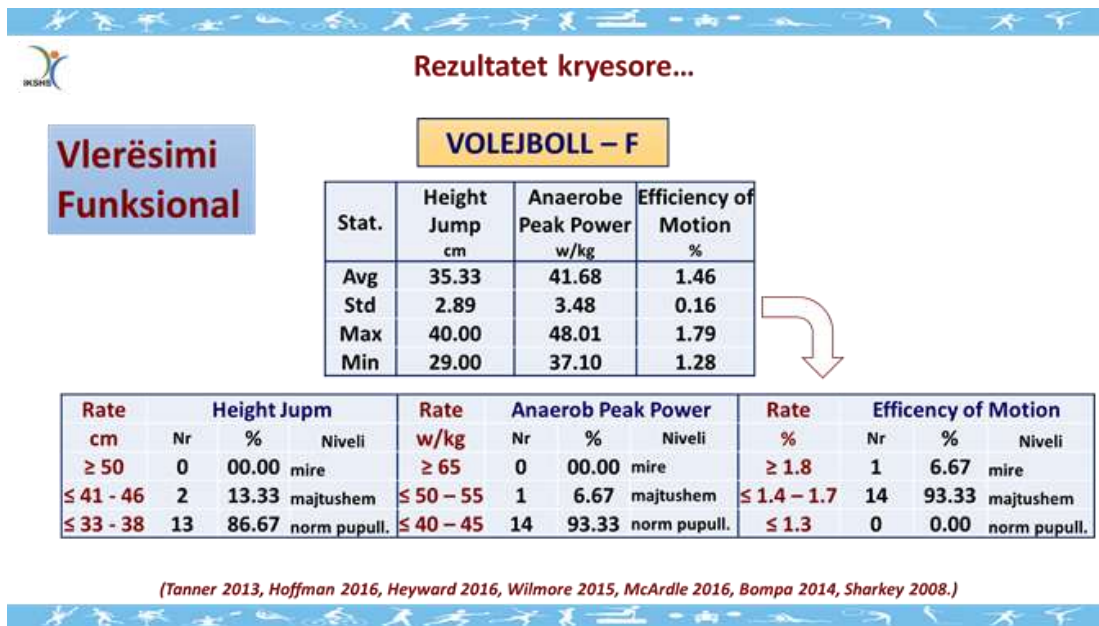 IKSHS
Rezultatet kryesore...
Vlerësimi
Funksional
VOLEJBOLL – F
Stat. Height Jump cm Anaerobe Peak Power w/kg Efficiency of Motion %
Avg 35.33 41.68 1.46
Std 2.89 3.48 0.16
Max 40.00 48.01 1.79
Min 29.00 37.10 1.28
Rate Height Jupm Rate Anaerob Peak Power Rate Efficency of Motion
cm Nr % Niveli w/kg Nr % Niveli % Nr % Niveli
≥ 50 0 00.00 mire ≥ 65 0 00.00 mire ≥ 1.8 1 6.67 mire
≤ 41 - 46 2 13.33 majtushem ≤ 50 – 55 1 6.67 majtushem ≤ 1.4 – 1.7 14 93.33 majtushem
≤ 33 - 38 13 86.67 norm pupull. ≤ 40 – 45 14 93.33 norm pupull. ≤ 1.3 0 0.00 norm pupull.
(Tanner 2013, Hoffman 2016, Heyward 2016, Wilmore 2015, McArdle 2016, Bompa 2014, Sharkey 2008.)